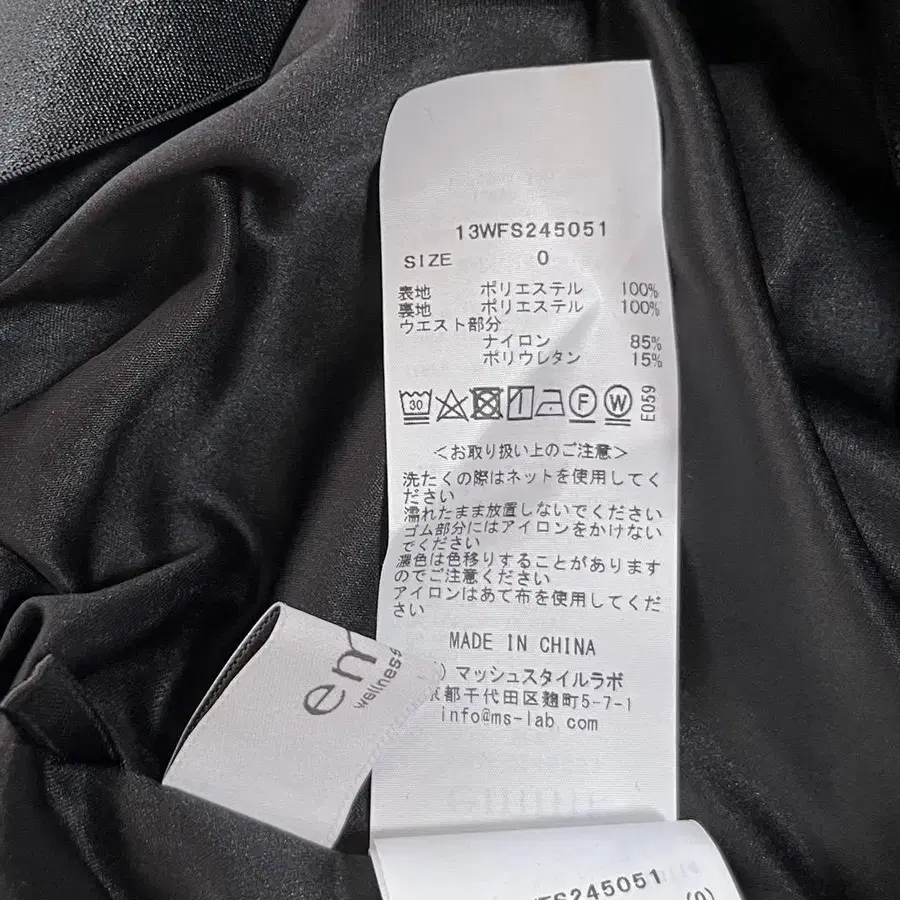 13WFS245051
SIZE 0
表地 ポリエステル 100%
裏地 ポリエステル 100%
ウエスト部分
ナイロン 85%
ポリウレタン 15%
30 F W E059
＜お取り扱い上のご注意＞
洗たくの際はネットを使用してく
ださい
濡れたまま放置しないでください
ゴム部分にはアイロンをかけない
でください
濃色は色移りすることがあります
のでご注意ください
アイロンはあて布を使用してくだ
さい
MADE IN CHINA
) マッシュスタイルラボ
京都千代田区麹町5-7-1
info@ms-lab.com
em
wellness
WFS245051
(0)